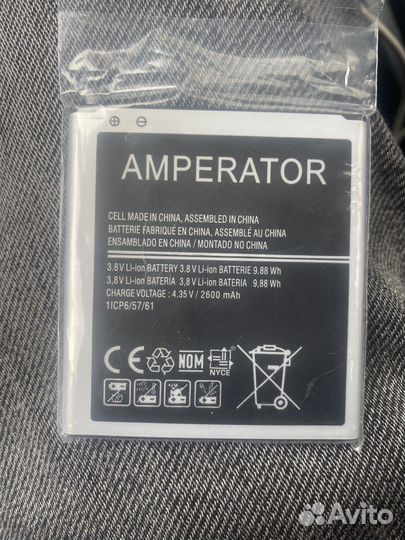 AMPERATOR
CELL MADE IN CHINA, ASSEMBLED IN CHINA
BATTERIE FABRIQUÉ EN CHINA, ASSEMBLÉ AU CHINA
ENSAMBLADO EN CHINA / MONTADO NO CHINA
3.8V Li-ion BATTERY 3.8V Li-ion BATTERIE 9.88 Wh
3,8V Li-ion BATERÍA 3,8V Li-ion BATERIA 9,88 Wh
CHARGE VOLTAGE : 4.35 V / 2600 mAh
1ICP6/57/61
CE NOM NYCE
Avito